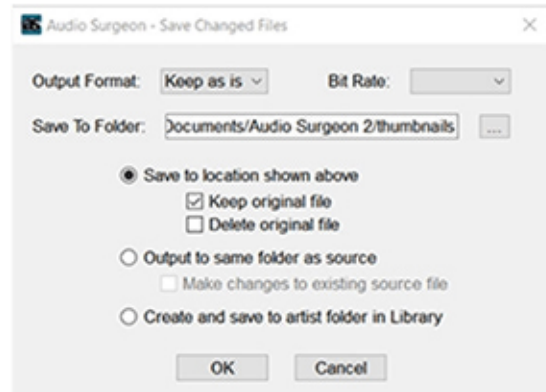 Audio Surgeon - Save Changed Files
Output Format: Keep as is Bit Rate:
Save To Folder: Documents/Audio Surgeon 2/thumbnails ...
Save to location shown above
Keep original file
Delete original file
Output to same folder as source
Make changes to existing source file
Create and save to artist folder in Library
OK Cancel